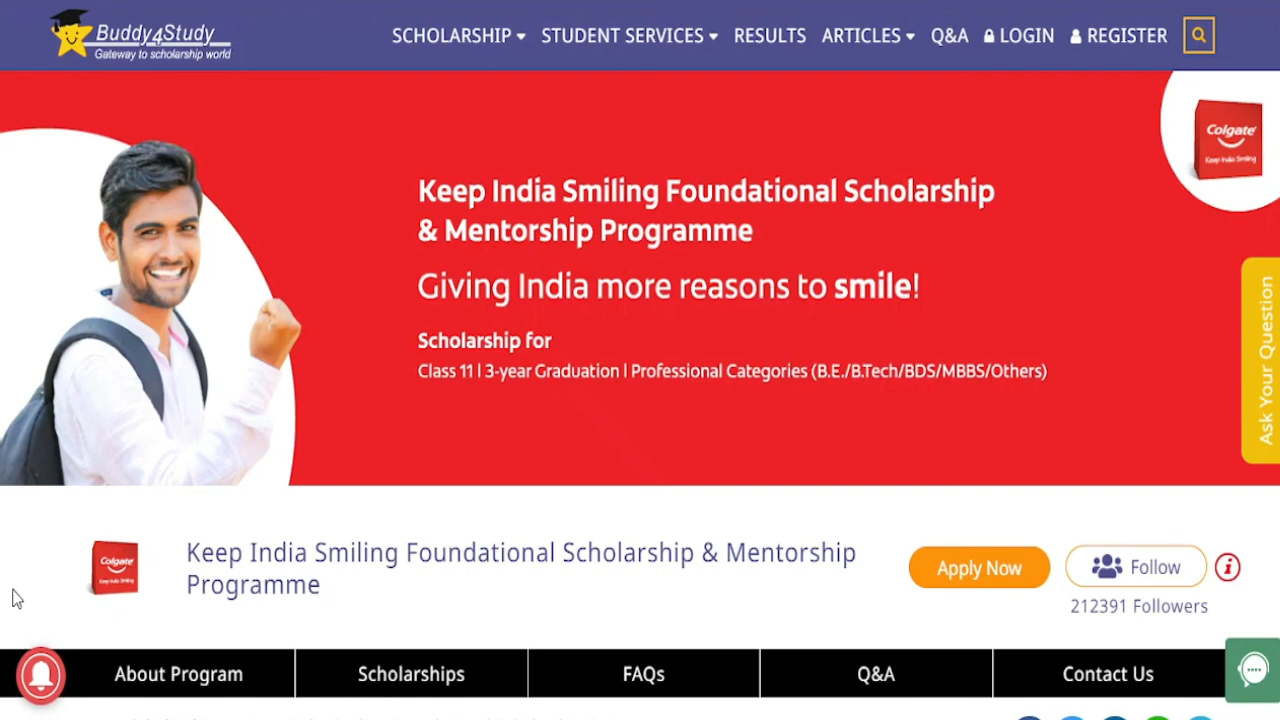 Buddy4Study
Gateway to scholarship world
SCHOLARSHIP STUDENT SERVICES RESULTS ARTICLES Q&A LOGIN REGISTER
Colgate
Keep India Smiling
Keep India Smiling Foundational Scholarship
& Mentorship Programme
Giving India more reasons to smile!
Scholarship for
Class 11 | 3-year Graduation | Professional Categories (B.E./B.Tech/BDS/MBBS/Others)
Ask Your Question
Colgate
Keep India Smiling
Keep India Smiling Foundational Scholarship & Mentorship
Programme
Apply Now
Follow
212391 Followers
About Program Scholarships FAQs Q&A Contact Us